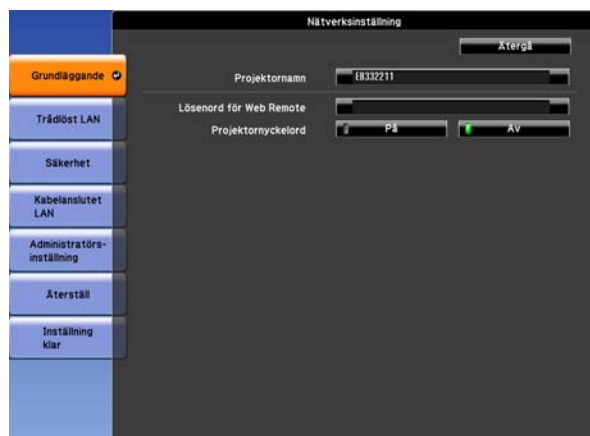 Nätverksinställning
Återgå
Grundläggande
Projektornamn
EB332211
Trådlöst LAN
Lösenord för Web Remote
Projektornyckelord
På
Av
Säkerhet
Kabelanslutet
LAN
Administratörs-
inställning
Återställ
Inställning
klar